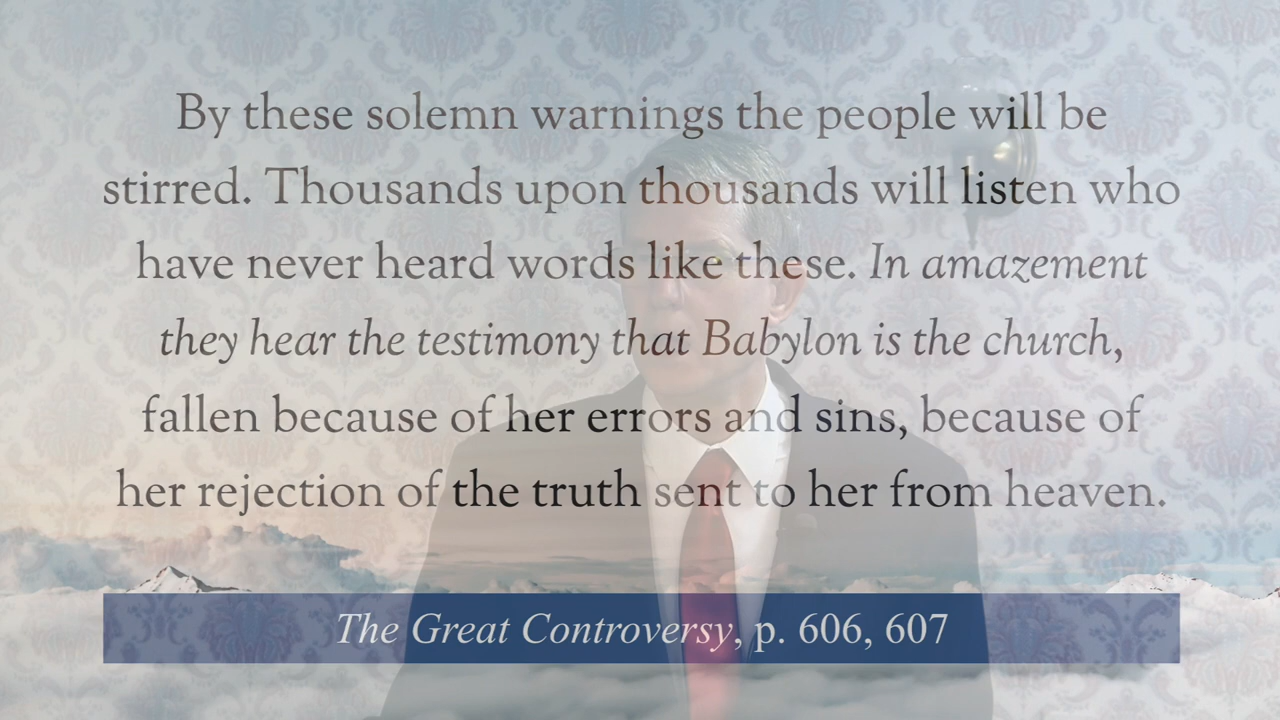 By these solemn warnings the people will be
stirred. Thousands upon thousands will listen who
have never heard words like these. In amazement
they hear the testimony that Babylon is the church,
fallen because of her errors and sins, because of
her rejection of the truth sent to her from heaven.
The Great Controversy, p. 606, 607